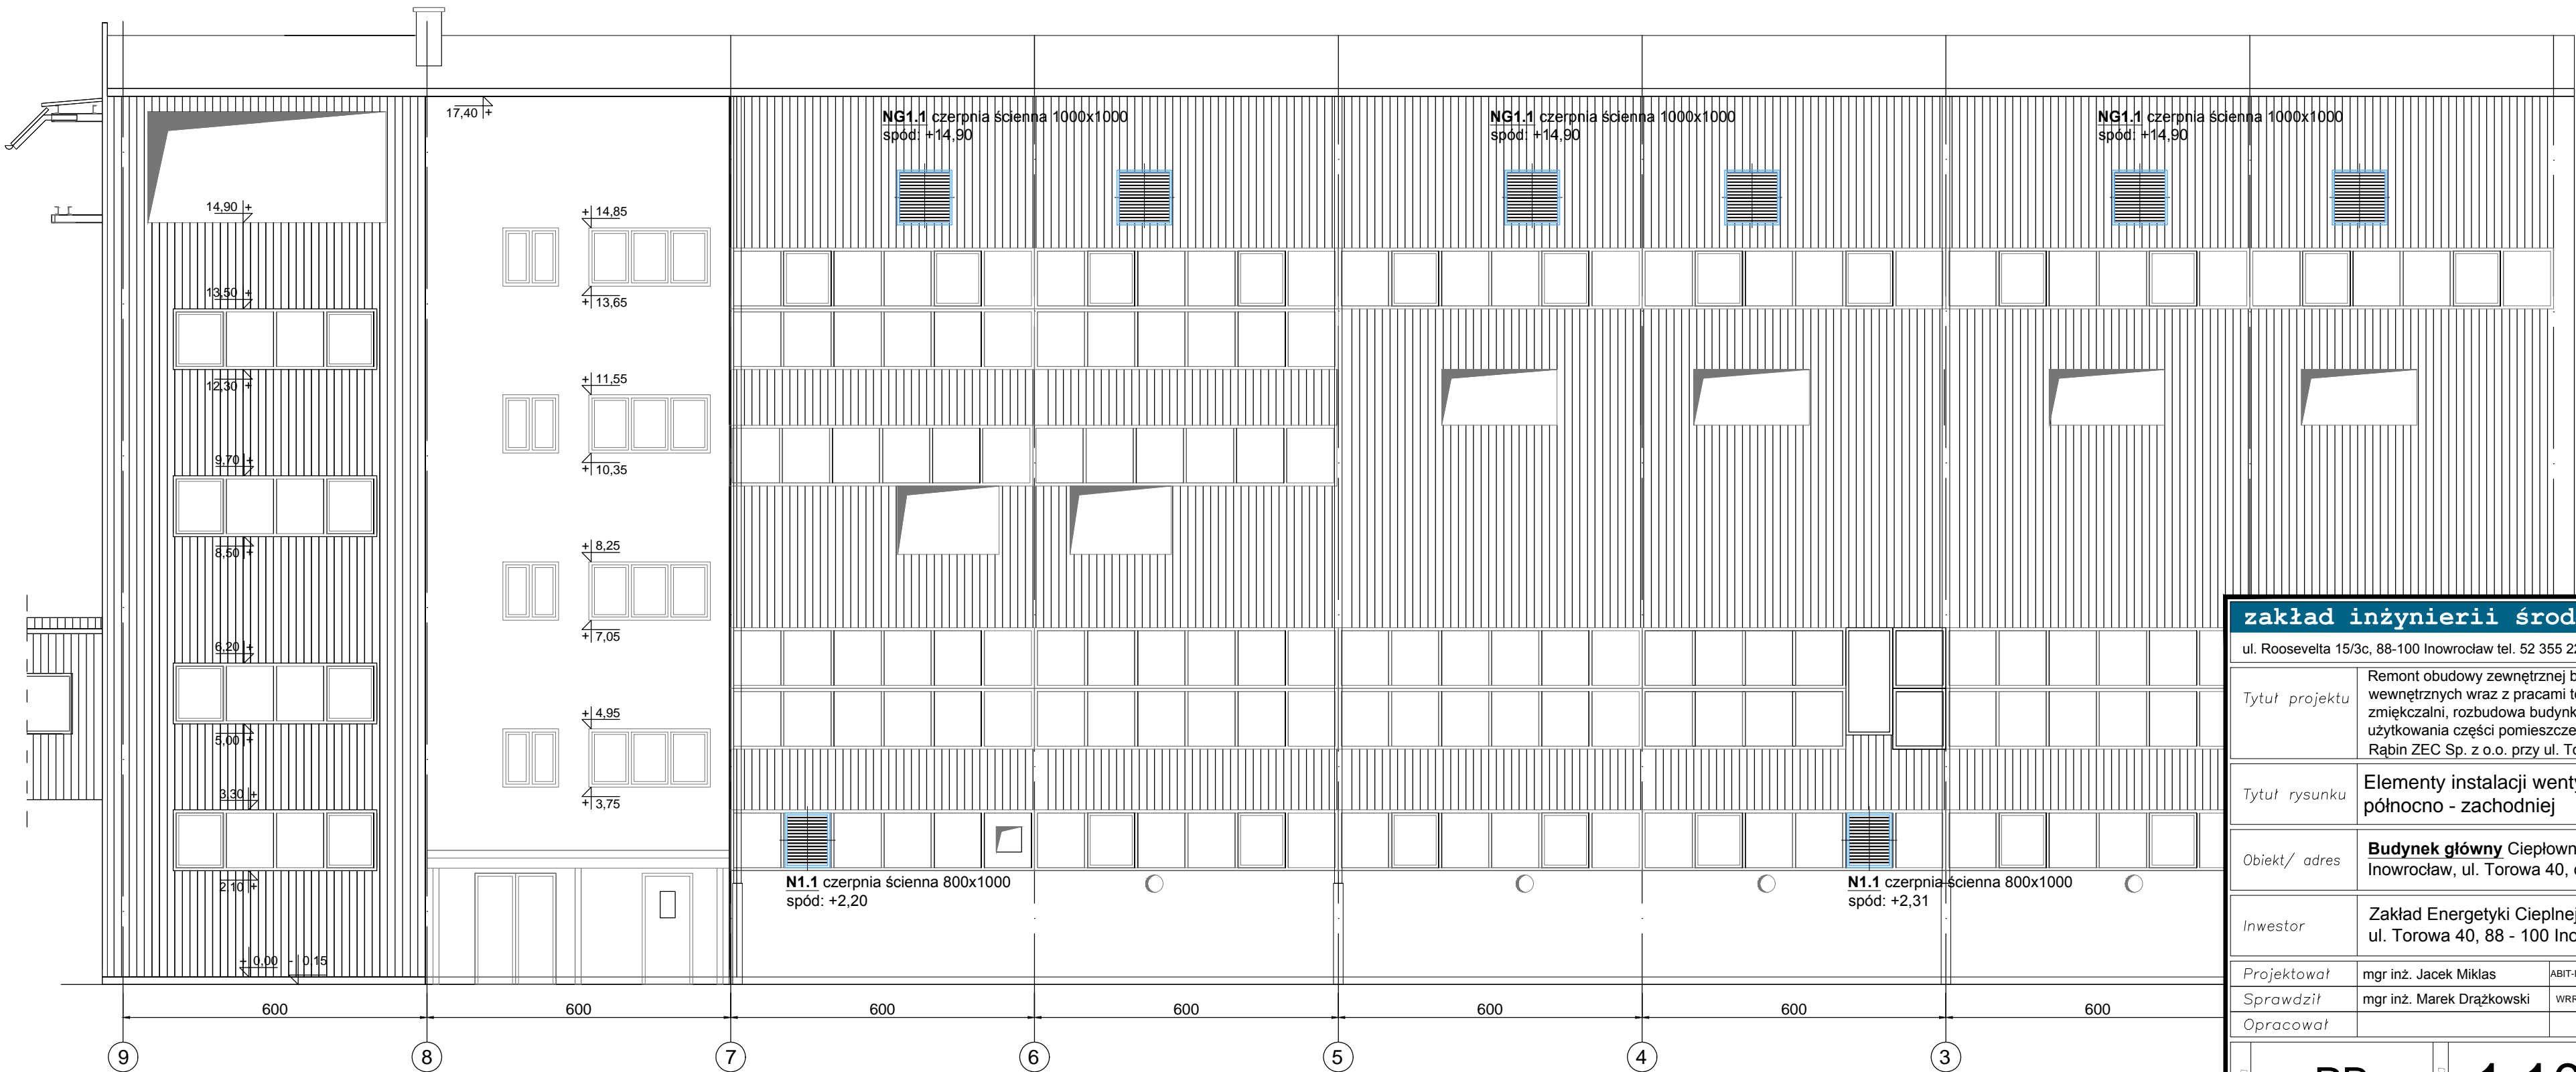 17,40 +
NG1.1 czerpnia ścienna 1000x1000
spód: +14,90
NG1.1 czerpnia ścienna 1000x1000
spód: +14,90
NG1.1 czerpnia ścienna 1000x1000
spód: +14,90
14,90 +
+ 14,85
13,50 +
+ 13,65
12,30 +
+ 11,55
9,70 +
+ 10,35
8,50 +
+ 8,25
+ 7,05
6,20 +
5,00 +
+ 4,95
3,30 +
+ 3,75
2,10 +
N1.1 czerpnia ścienna 800x1000
spód: +2,20
N1.1 czerpnia ścienna 800x1000
spód: +2,31
+ 0,00 - 0,15
600 600 600 600 600 600 600
9 8 7 6 5 4 3
zakład inżynierii środ
ul. Roosevelta 15/3c, 88-100 Inowrocław tel. 52 355 22
Tytuł projektu
Remont obudowy zewnętrznej b
wewnętrznych wraz z pracami t
zmiękczalni, rozbudowa budynk
użytkowania części pomieszcze
Rąbin ZEC Sp. z o.o. przy ul. To
Tytuł rysunku
Elementy instalacji wenty
północno - zachodniej
Obiekt/ adres
Budynek główny Ciepłown
Inowrocław, ul. Torowa 40,
Inwestor
Zakład Energetyki Cieplnej
ul. Torowa 40, 88 - 100 Ino
Projektował mgr inż. Jacek Miklas ABIT-
Sprawdził mgr inż. Marek Drążkowski WRR
Opracował